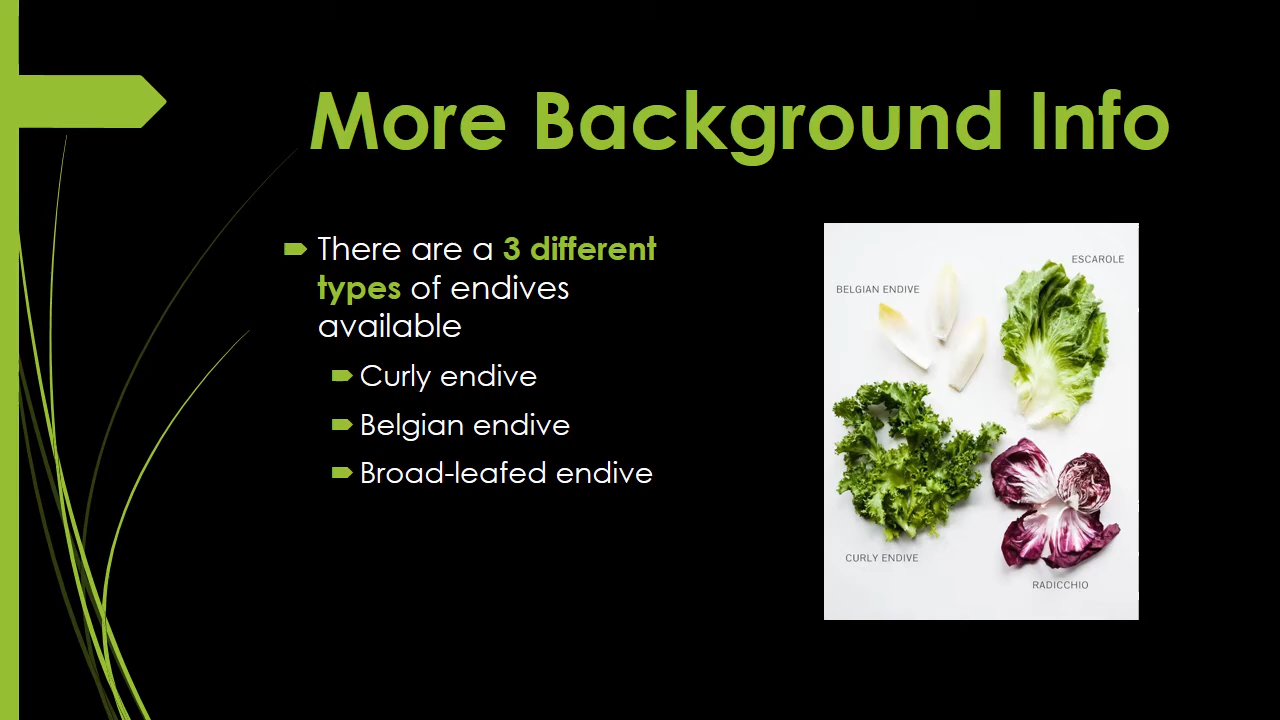 More Background Info
There are a 3 different
types of endives
available
Curly endive
Belgian endive
Broad-leafed endive
ESCAROLE
BELGIAN ENDIVE
CURLY ENDIVE
RADICCHIO